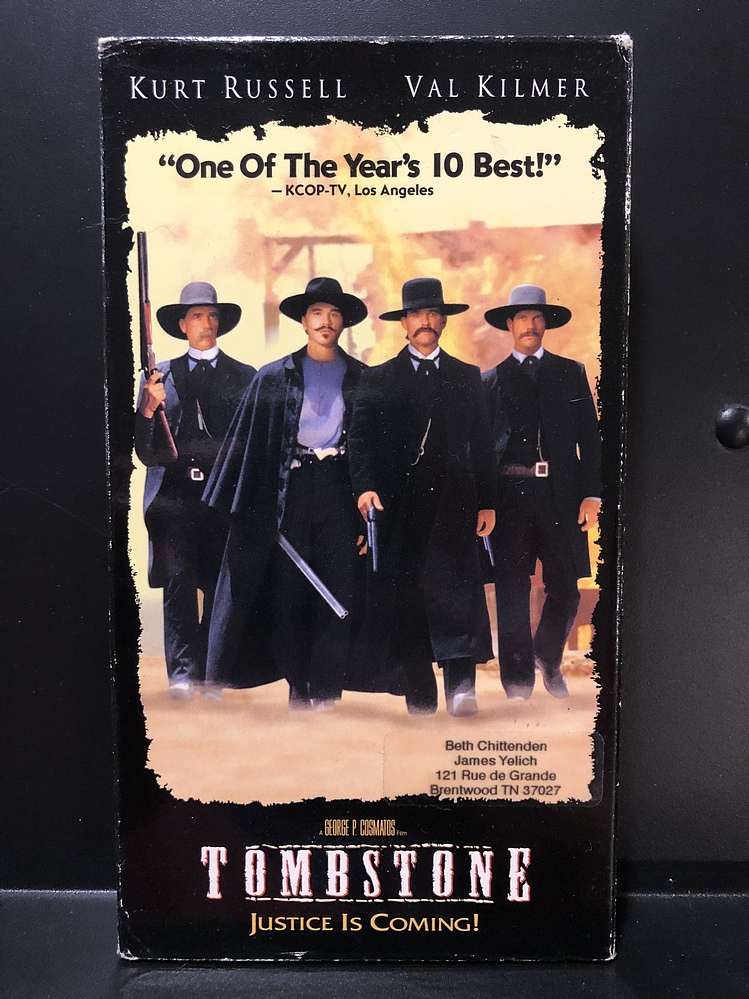 KURT RUSSELL VAL KILMER
"One Of The Year's 10 Best!"
– KCOP-TV, Los Angeles
Beth Chittenden
James Yelich
121 Rue de Grande
Brentwood TN 37027
A GEORGE P. COSMATOS Film
TOMBSTONE
JUSTICE IS COMING!